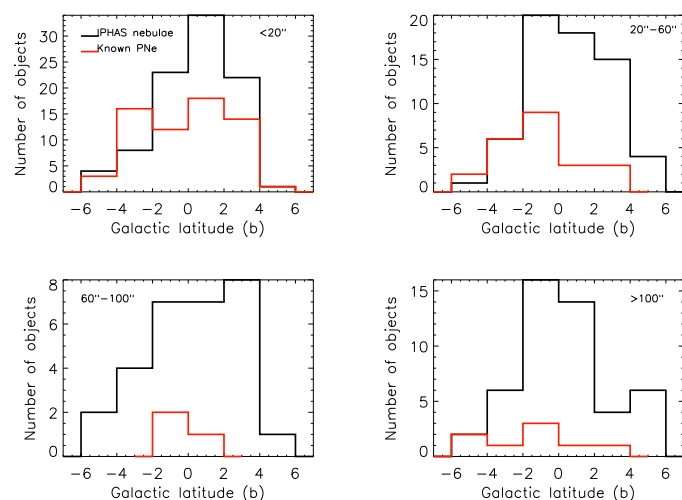 IPHAS nebulae
Known PNe
<20"
Number of objects
30
25
20
15
10
5
0
-6 -4 -2 0 2 4 6
Galactic latitude (b)
20"-60"
Number of objects
20
15
10
5
0
-6 -4 -2 0 2 4 6
Galactic latitude (b)
60"-100"
Number of objects
8
6
4
2
0
-6 -4 -2 0 2 4 6
Galactic latitude (b)
>100"
Number of objects
15
10
5
0
-6 -4 -2 0 2 4 6
Galactic latitude (b)